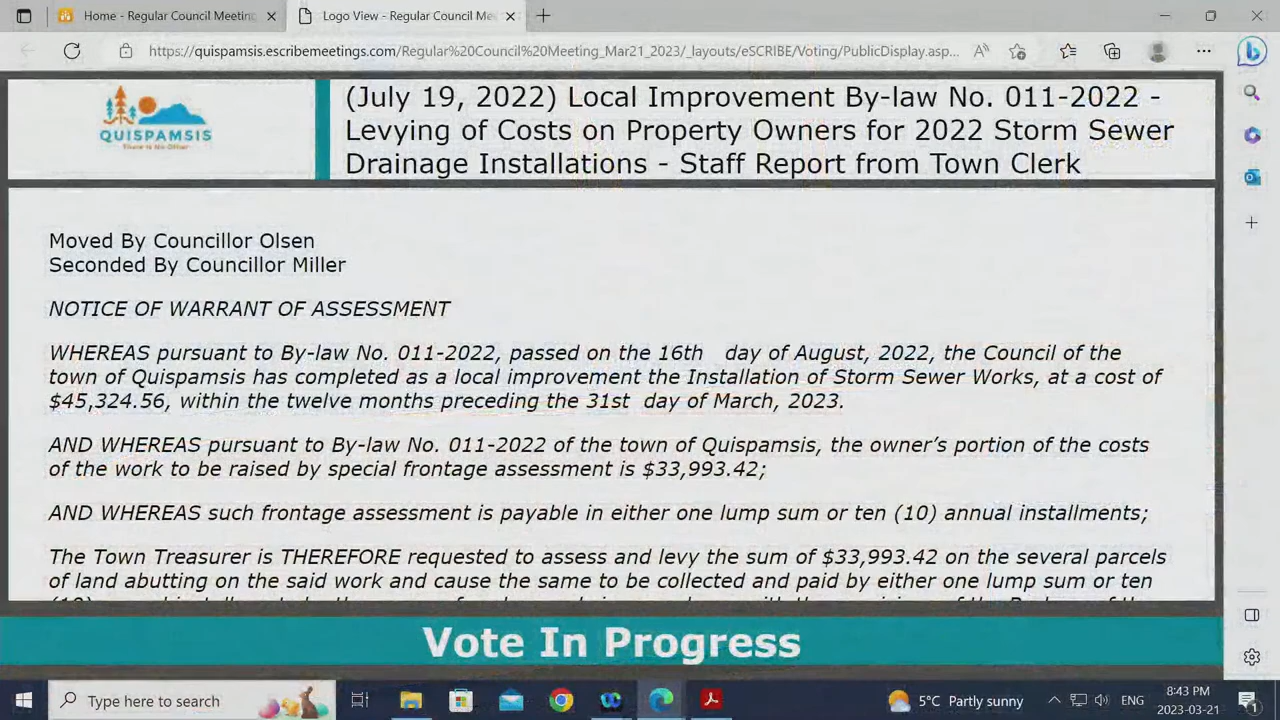 Home - Regular Council Meetin
Logo View - Regular Council Me
https://quispamsis.escribemeetings.com/Regular%20Council%20Meeting_Mar21_2023/_layouts/eSCRIBE/Voting/PublicDisplay.asp...
QUISPAMSIS
There Is No Other
(July 19, 2022) Local Improvement By-law No. 011-2022 -
Levying of Costs on Property Owners for 2022 Storm Sewer
Drainage Installations - Staff Report from Town Clerk
Moved By Councillor Olsen
Seconded By Councillor Miller
NOTICE OF WARRANT OF ASSESSMENT
WHEREAS pursuant to By-law No. 011-2022, passed on the 16th day of August, 2022, the Council of the
town of Quispamsis has completed as a local improvement the Installation of Storm Sewer Works, at a cost of
$45,324.56, within the twelve months preceding the 31st day of March, 2023.
AND WHEREAS pursuant to By-law No. 011-2022 of the town of Quispamsis, the owner's portion of the costs
of the work to be raised by special frontage assessment is $33,993.42;
AND WHEREAS such frontage assessment is payable in either one lump sum or ten (10) annual installments;
The Town Treasurer is THEREFORE requested to assess and levy the sum of $33,993.42 on the several parcels
of land abutting on the said work and cause the same to be collected and paid by either one lump sum or ten
Vote In Progress
Type here to search
5°C Partly sunny
ENG
8:43 PM
2023-03-21
1